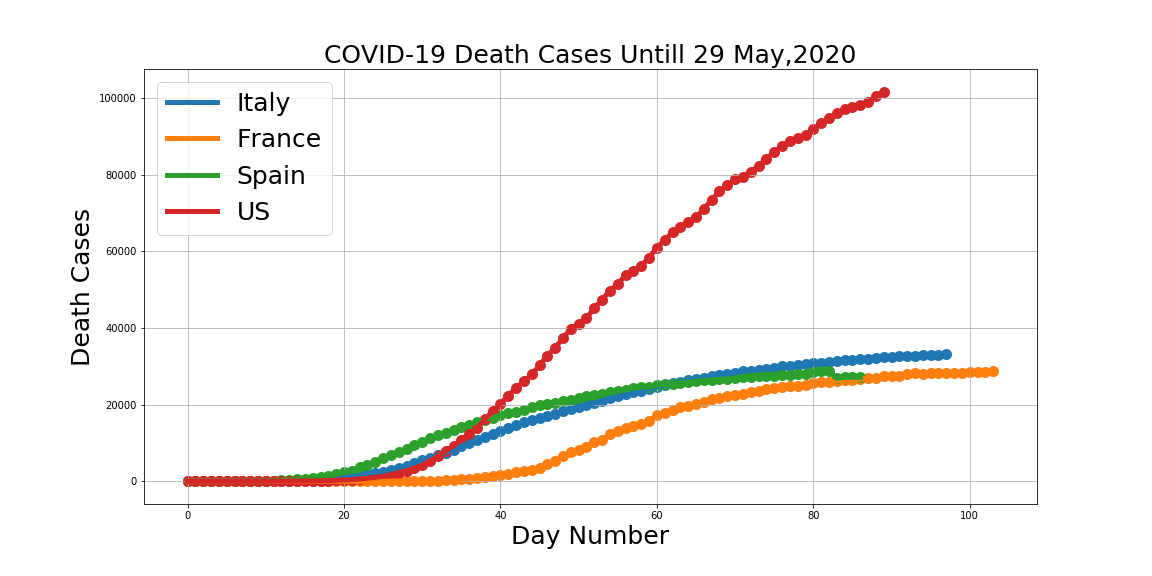 COVID-19 Death Cases Untill 29 May,2020
Italy
France
Spain
US
Death Cases
100000
80000
60000
40000
20000
0
0 20 40 60 80 100
Day Number